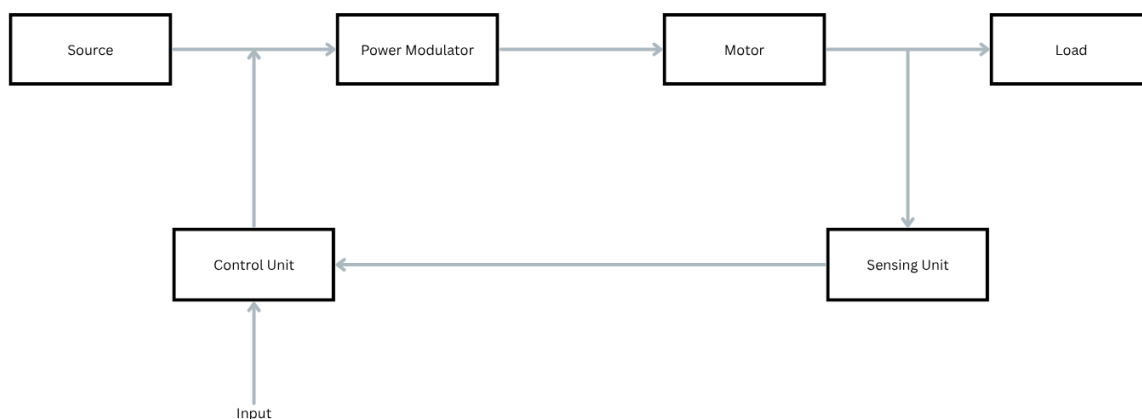 Source
Power Modulator
Motor
Load
Control Unit
Sensing Unit
Input